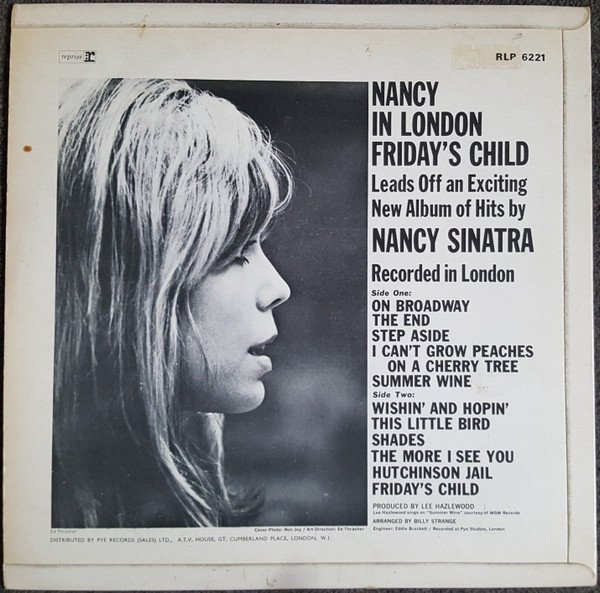 reprise
r
RLP 6221
NANCY
IN LONDON
FRIDAY'S CHILD
Leads Off an Exciting
New Album of Hits by
NANCY SINATRA
Recorded in London
Side One:
ON BROADWAY
THE END
STEP ASIDE
I CAN'T GROW PEACHES
ON A CHERRY TREE
SUMMER WINE
Side Two:
WISHIN' AND HOPIN'
THIS LITTLE BIRD
SHADES
THE MORE I SEE YOU
HUTCHINSON JAIL
FRIDAY'S CHILD
PRODUCED BY LEE HAZLEWOOD
Lee Hazlewood sings on "Summer Wine" courtesy of MGM Records
ARRANGED BY BILLY STRANGE
Engineer: Eddie Brackett / Recorded at Pye Studios, London
Ed Thrasher
Cover Photo: Ron Joy / Art Direction: Ed Thrasher
DISTRIBUTED BY PYE RECORDS (SALES) LTD., A.T.V. HOUSE, GT. CUMBERLAND PLACE, LONDON, W.I.